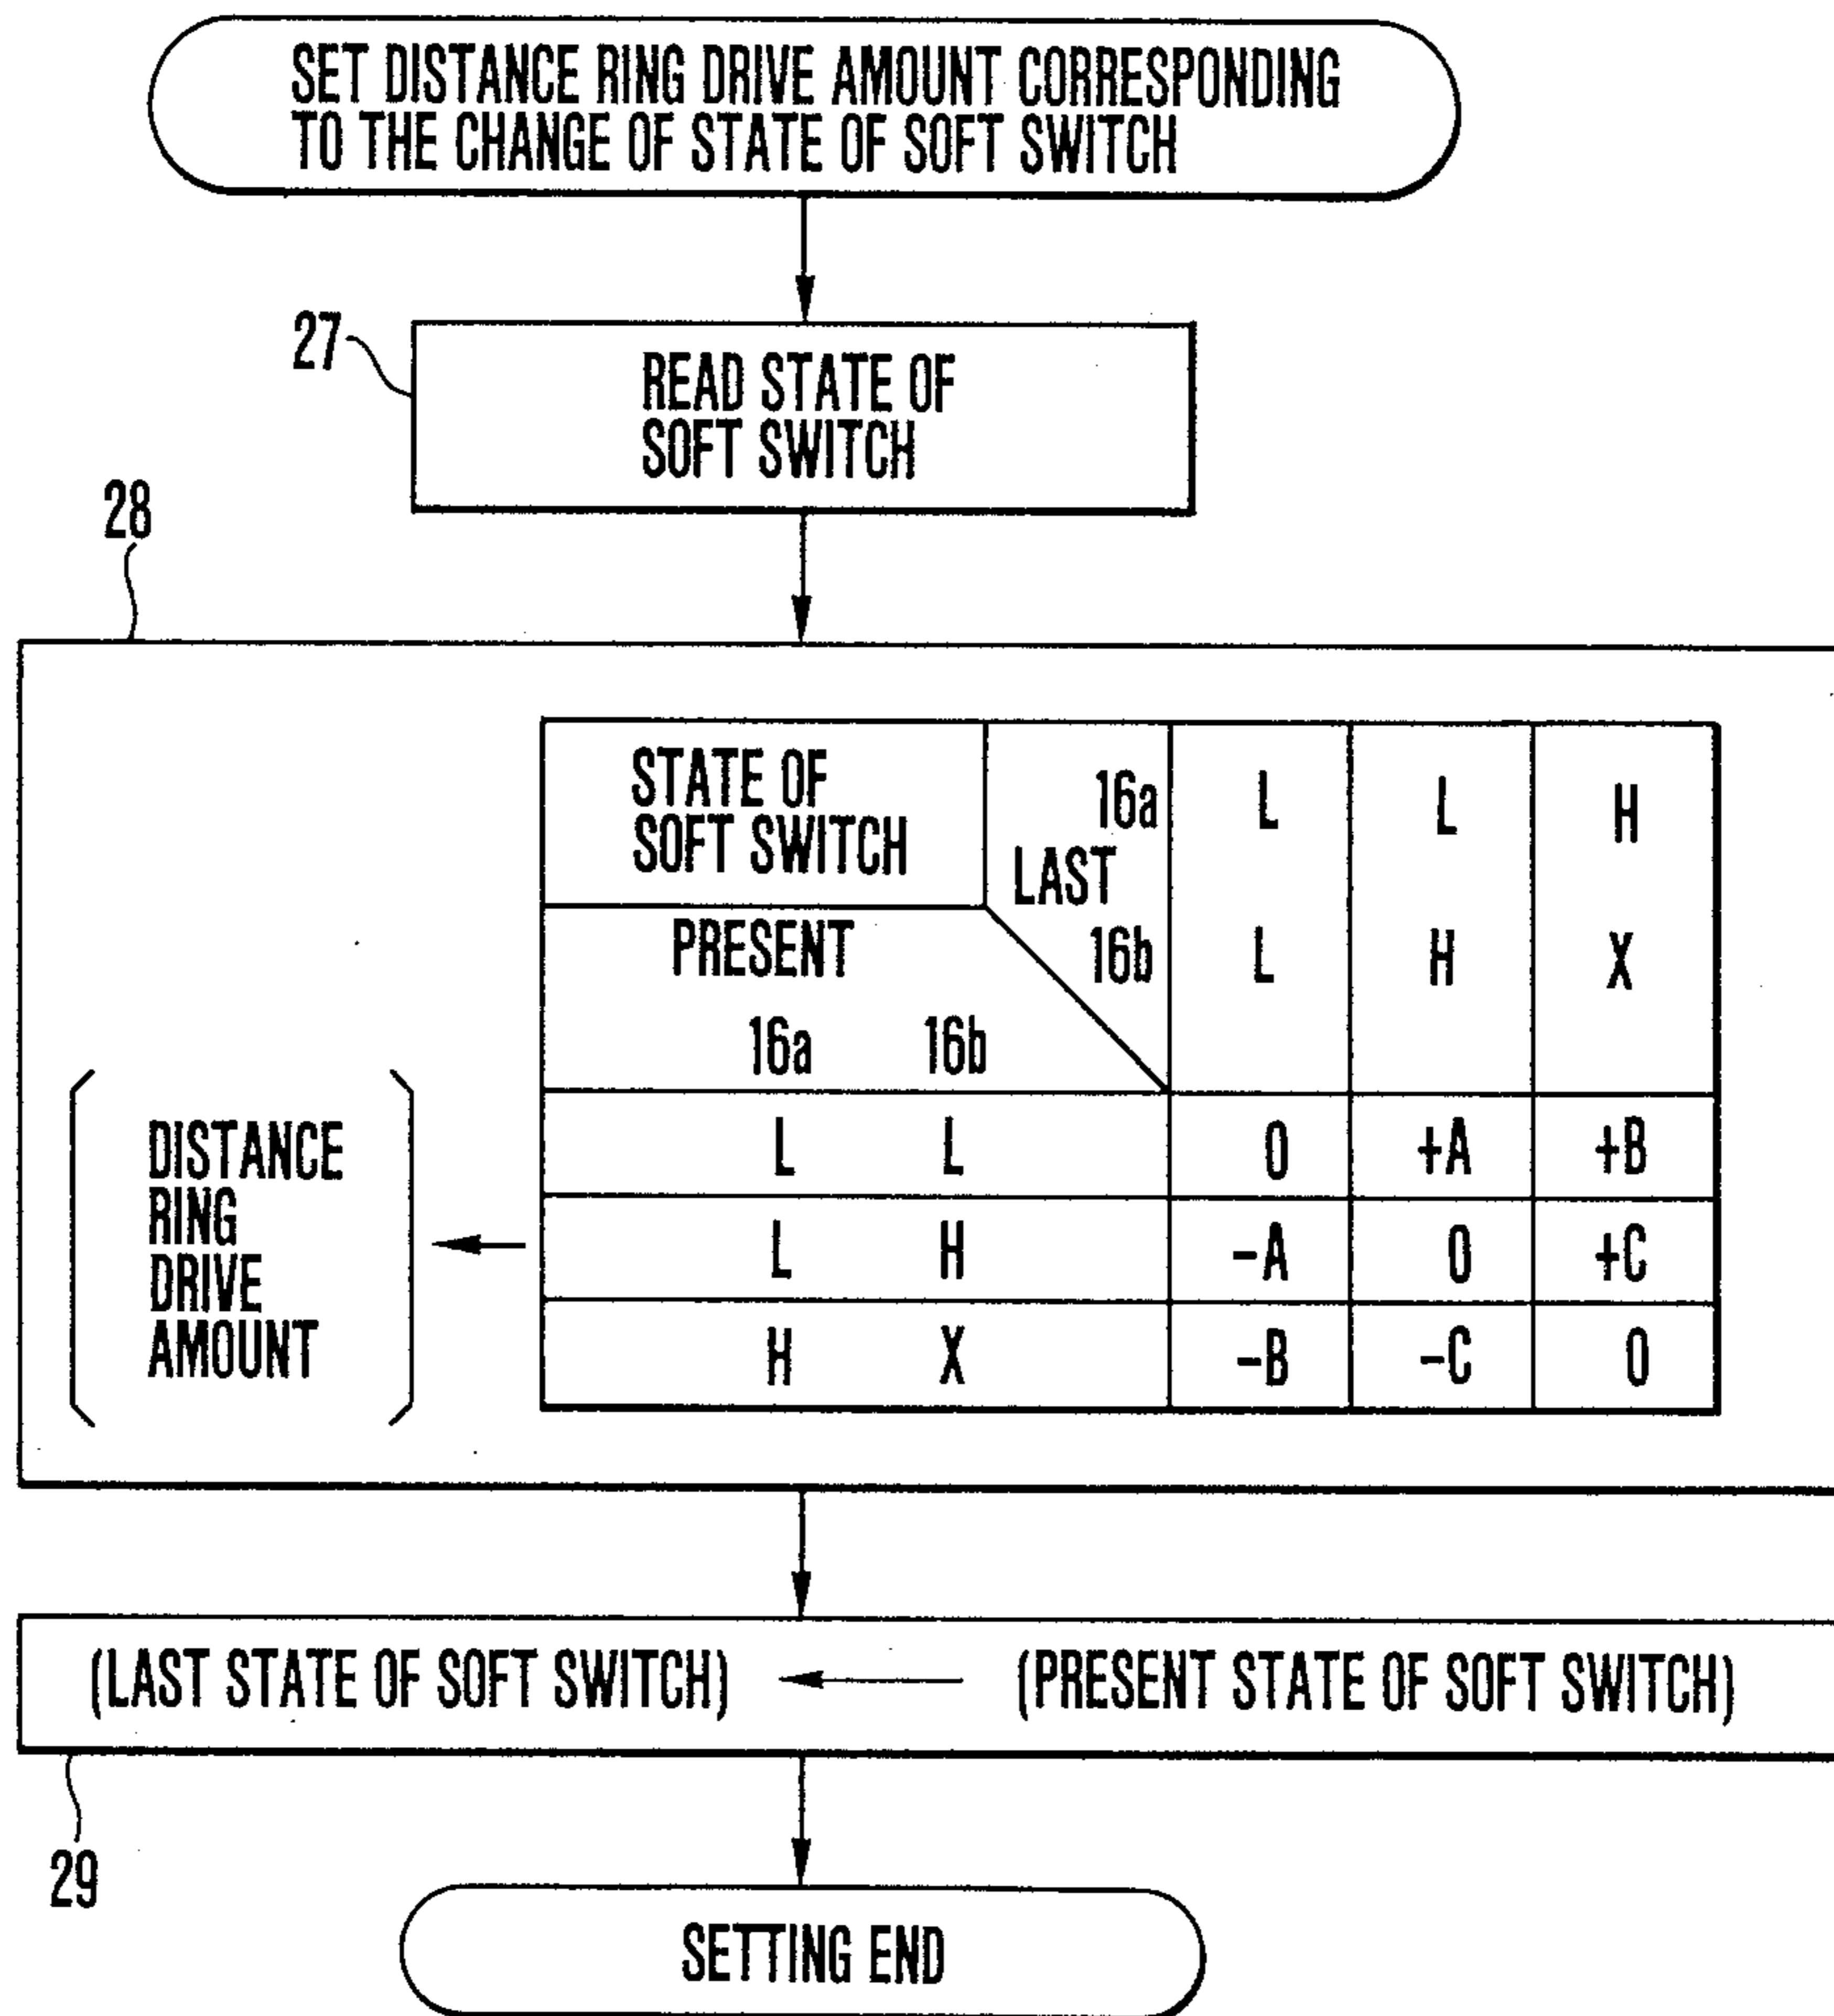 SET DISTANCE RING DRIVE AMOUNT CORRESPONDING
TO THE CHANGE OF STATE OF SOFT SWITCH
27
READ STATE OF
SOFT SWITCH
28
STATE OF
SOFT SWITCH
16a L L H
LAST
PRESENT
16b L H X
16a 16b
DISTANCE
RING
DRIVE
AMOUNT
L L 0 +A +B
L H -A 0 +C
H X -B -C 0
(LAST STATE OF SOFT SWITCH) ← (PRESENT STATE OF SOFT SWITCH)
29
SETTING END